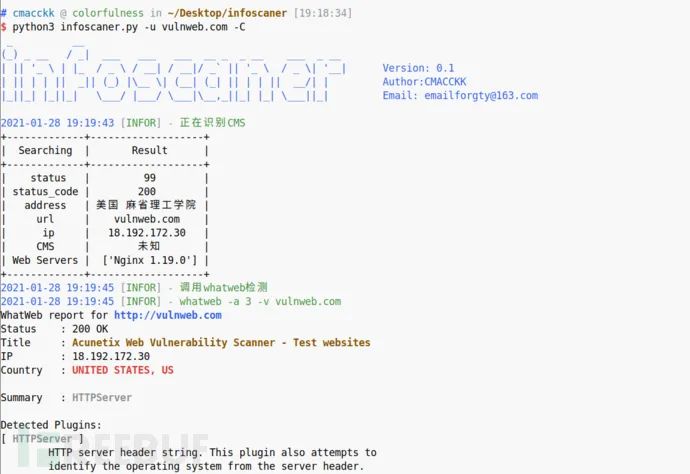 # cmacckk @ colorfulness in ~/Desktop/infoscaner [19:18:34]
$ python3 infoscaner.py -u vulnweb.com -C
infoscaner
Version: 0.1
Author:CMACCKK
Email: emailforgty@163.com
2021-01-28 19:19:43 [INFOR] - 正在识别CMS
+-------------+------------------+
| Searching | Result |
+-------------+------------------+
| status | 99 |
| status_code | 200 |
| address | 美国 麻省理工学院 |
| url | vulnweb.com |
| ip | 18.192.172.30 |
| CMS | 未知 |
| Web Servers | ['Nginx 1.19.0'] |
+-------------+------------------+
2021-01-28 19:19:45 [INFOR] - 调用whatweb检测
2021-01-28 19:19:45 [INFOR] - whatweb -a 3 -v vulnweb.com
WhatWeb report for http://vulnweb.com
Status : 200 OK
Title : Acunetix Web Vulnerability Scanner - Test websites
IP : 18.192.172.30
Country : UNITED STATES, US
Summary : HTTPServer
Detected Plugins:
[ HTTPServer ]
HTTP server header string. This plugin also attempts to
identify the operating system from the server header.
FREEBUF